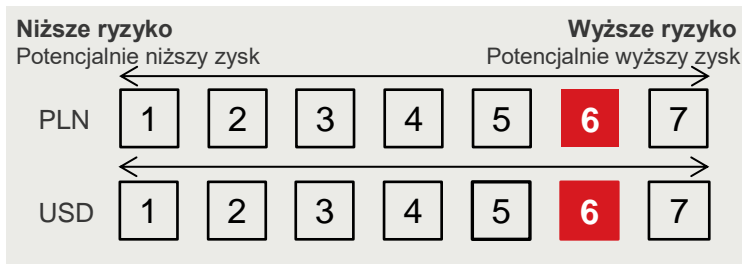 Niższe ryzyko Wyższe ryzyko
Potencjalnie niższy zysk Potencjalnie wyższy zysk
PLN 1 2 3 4 5 6 7
USD 1 2 3 4 5 6 7